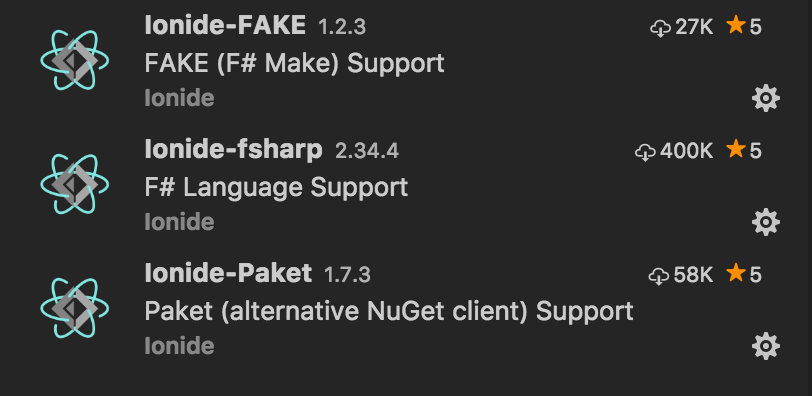 Ionide-FAKE 1.2.3 27K 5
FAKE (F# Make) Support
Ionide
Ionide-fsharp 2.34.4 400K 5
F# Language Support
Ionide
Ionide-Paket 1.7.3 58K 5
Paket (alternative NuGet client) Support
Ionide